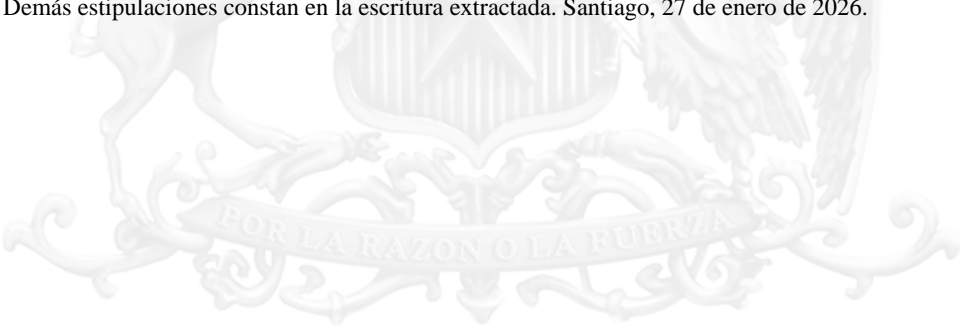 Demás estipulaciones constan en la escritura extractada. Santiago, 27 de enero de 2026.
POR LA RAZON O LA FUERZA